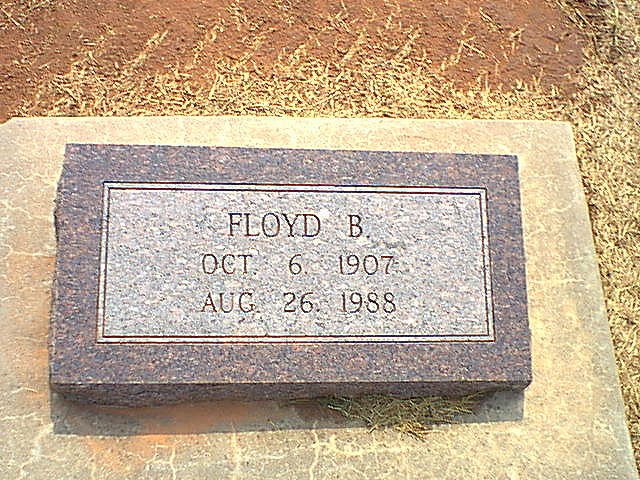 FLOYD B.
OCT. 6, 1907
AUG. 26, 1988